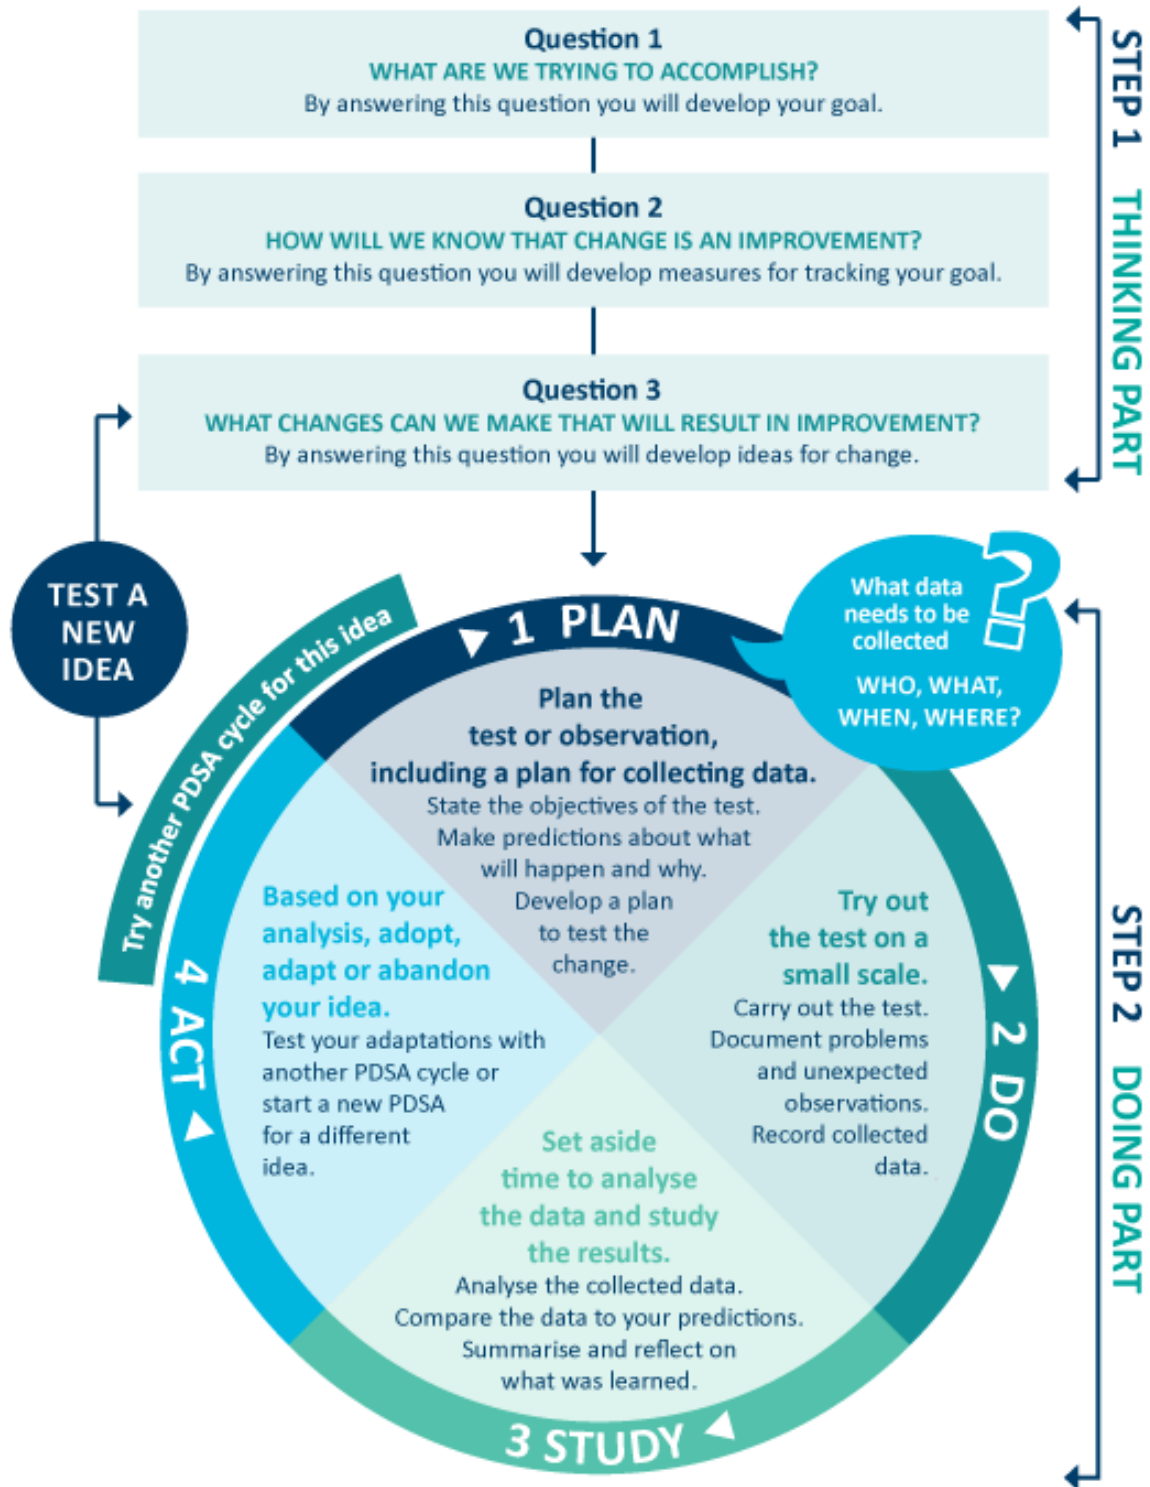 Question 1
WHAT ARE WE TRYING TO ACCOMPLISH?
By answering this question you will develop your goal.
Question 2
HOW WILL WE KNOW THAT CHANGE IS AN IMPROVEMENT?
By answering this question you will develop measures for tracking your goal.
Question 3
WHAT CHANGES CAN WE MAKE THAT WILL RESULT IN IMPROVEMENT?
By answering this question you will develop ideas for change.
STEP 1 THINKING PART
TEST A
NEW
IDEA
Try another PDSA cycle for this idea
1 PLAN
What data
needs to be
collected
?
WHO, WHAT,
WHEN, WHERE?
Plan the
test or observation,
including a plan for collecting data.
State the objectives of the test.
Make predictions about what
will happen and why.
Develop a plan
to test the
change.
2 DO
Try out
the test on a
small scale.
Carry out the test.
Document problems
and unexpected
observations.
Record collected
data.
3 STUDY
Set aside
time to analyse
the data and study
the results.
Analyse the collected data.
Compare the data to your predictions.
Summarise and reflect on
what was learned.
4 ACT
Based on your
analysis, adopt,
adapt or abandon
your idea.
Test your adaptations with
another PDSA cycle or
start a new PDSA
for a different
idea.
STEP 2 DOING PART